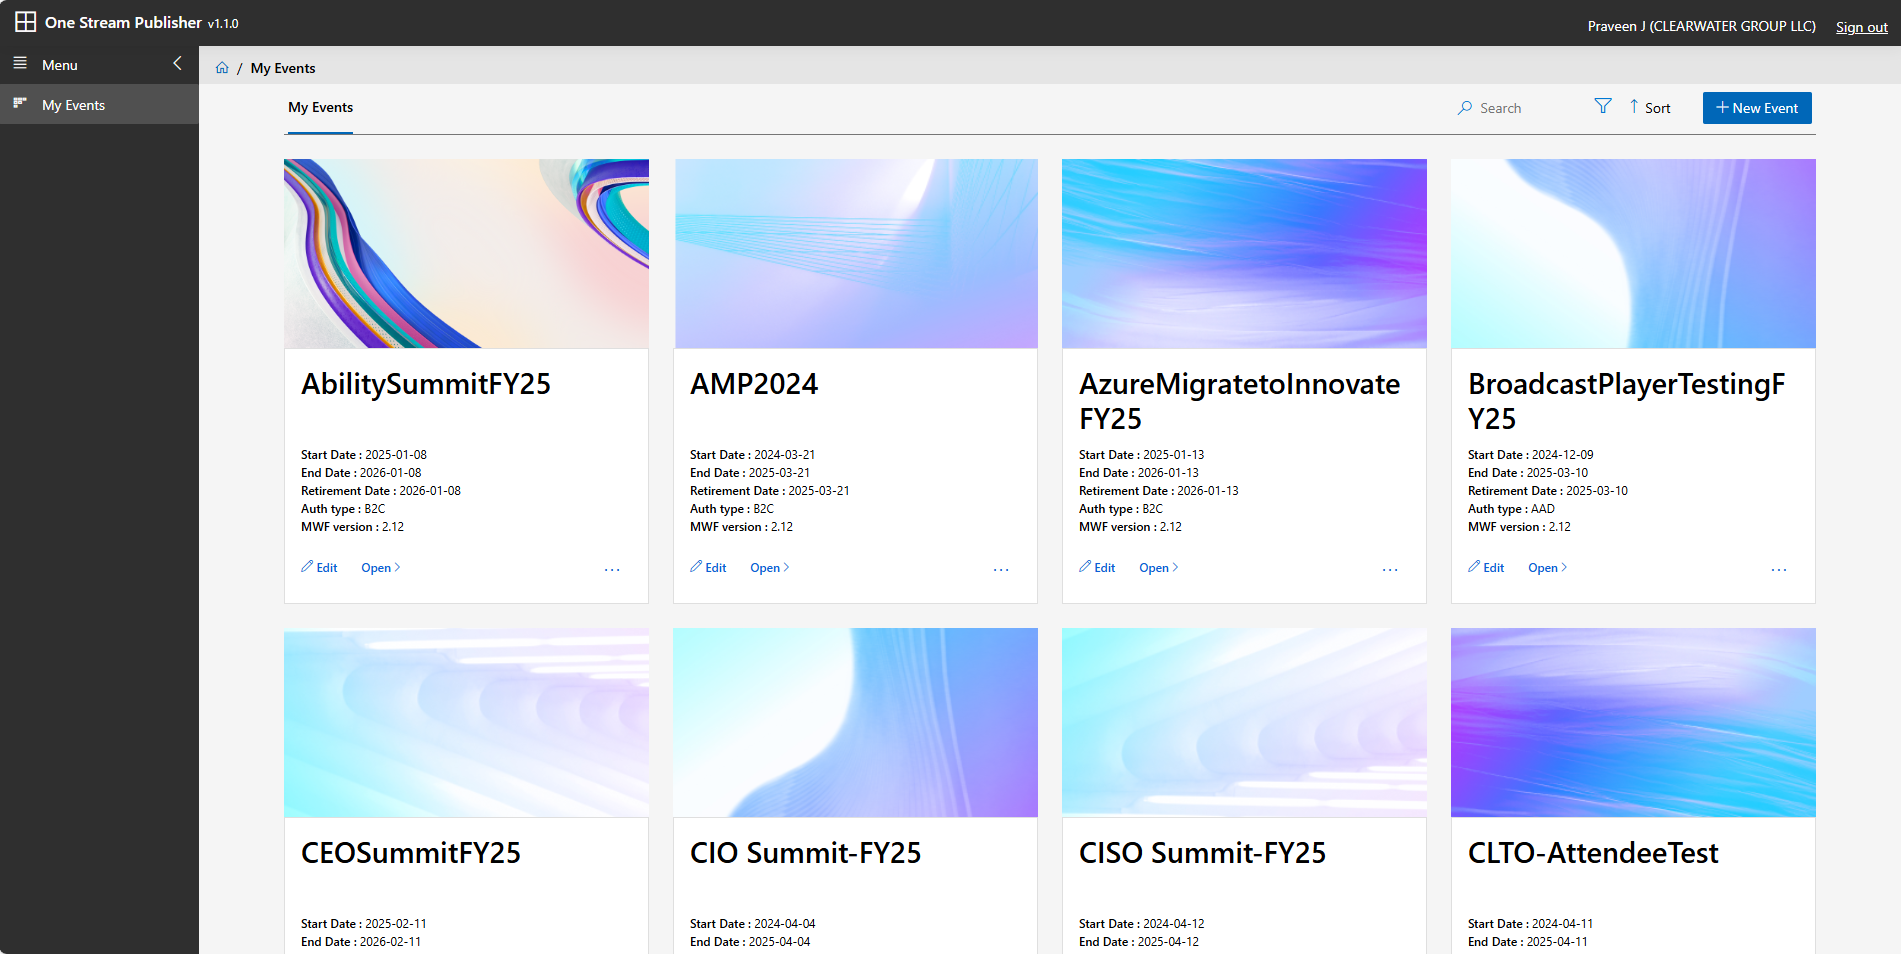 One Stream Publisher v1.1.0
Praveen J (CLEARWATER GROUP LLC) Sign out
Menu
My Events
/ My Events
My Events
Search
Sort
+ New Event
AbilitySummitFY25
Start Date : 2025-01-08
End Date : 2026-01-08
Retirement Date : 2026-01-08
Auth type : B2C
MWF version : 2.12
Edit Open > ...
AMP2024
Start Date : 2024-03-21
End Date : 2025-03-21
Retirement Date : 2025-03-21
Auth type : B2C
MWF version : 2.12
Edit Open > ...
AzureMigratetoInnovate
FY25
Start Date : 2025-01-13
End Date : 2026-01-13
Retirement Date : 2026-01-13
Auth type : B2C
MWF version : 2.12
Edit Open > ...
BroadcastPlayerTestingF
Y25
Start Date : 2024-12-09
End Date : 2025-03-10
Retirement Date : 2025-03-10
Auth type : AAD
MWF version : 2.12
Edit Open > ...
CEOSummitFY25
Start Date : 2025-02-11
End Date : 2026-02-11
CIO Summit-FY25
Start Date : 2024-04-04
End Date : 2025-04-04
CISO Summit-FY25
Start Date : 2024-04-12
End Date : 2025-04-12
CLTO-AttendeeTest
Start Date : 2024-04-11
End Date : 2025-04-11